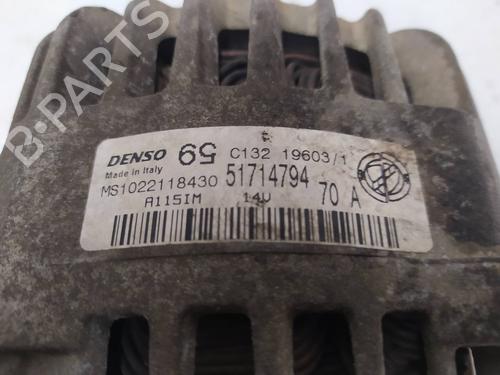 DENSO 59 C132 19603/1
Made in Italy
MS1022118430 51714794 70 A
A115IM 14V
B-Parts